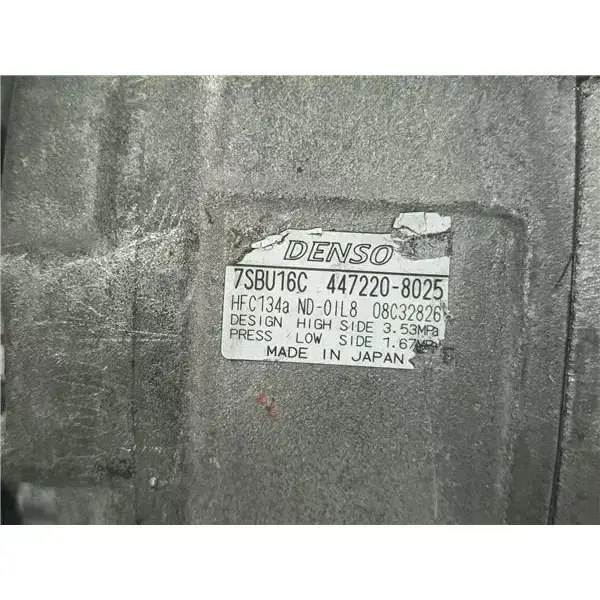 DENSO
7SBU16C 447220-8025
HFC134a ND-OIL8 08C32826
DESIGN HIGH SIDE 3.53MPa
PRESS LOW SIDE 1.67MPa
MADE IN JAPAN